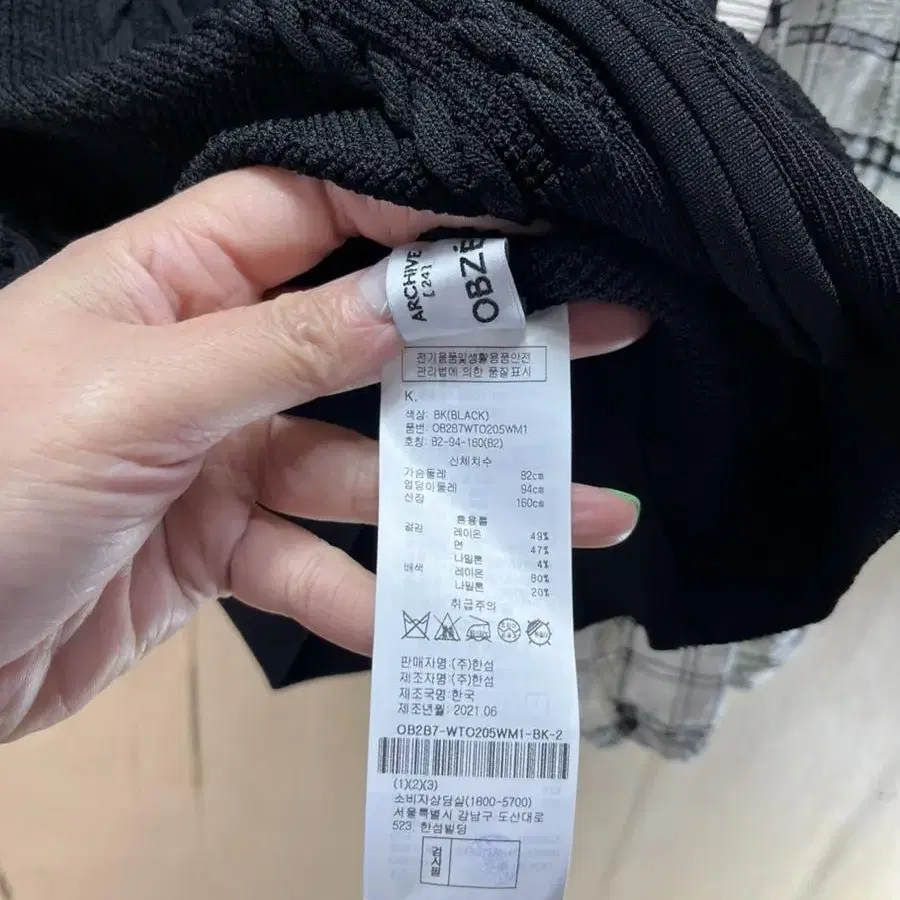 ARCHIVE
[24]
OBZË
전기용품및생활용품안전
관리법에 의한 품질표시
K.
색상: BK(BLACK)
품번: OB2B7WTO205WM1
호칭: 82-94-160(82)
신체치수
가슴둘레 82cm
엉덩이둘레 94cm
신장 160cm
혼용률
겉감 레이온 49%
면 47%
나일론 4%
배색 레이온 80%
나일론 20%
취급주의
판매자명:(주)한섬
제조자명:(주)한섬
제조국명:한국
제조년월:2021.06
OB2B7-WTO205WM1-BK-2
(1)(2)(3)
소비자상담실(1800-5700)
서울특별시 강남구 도산대로
523, 한섬빌딩
검사필